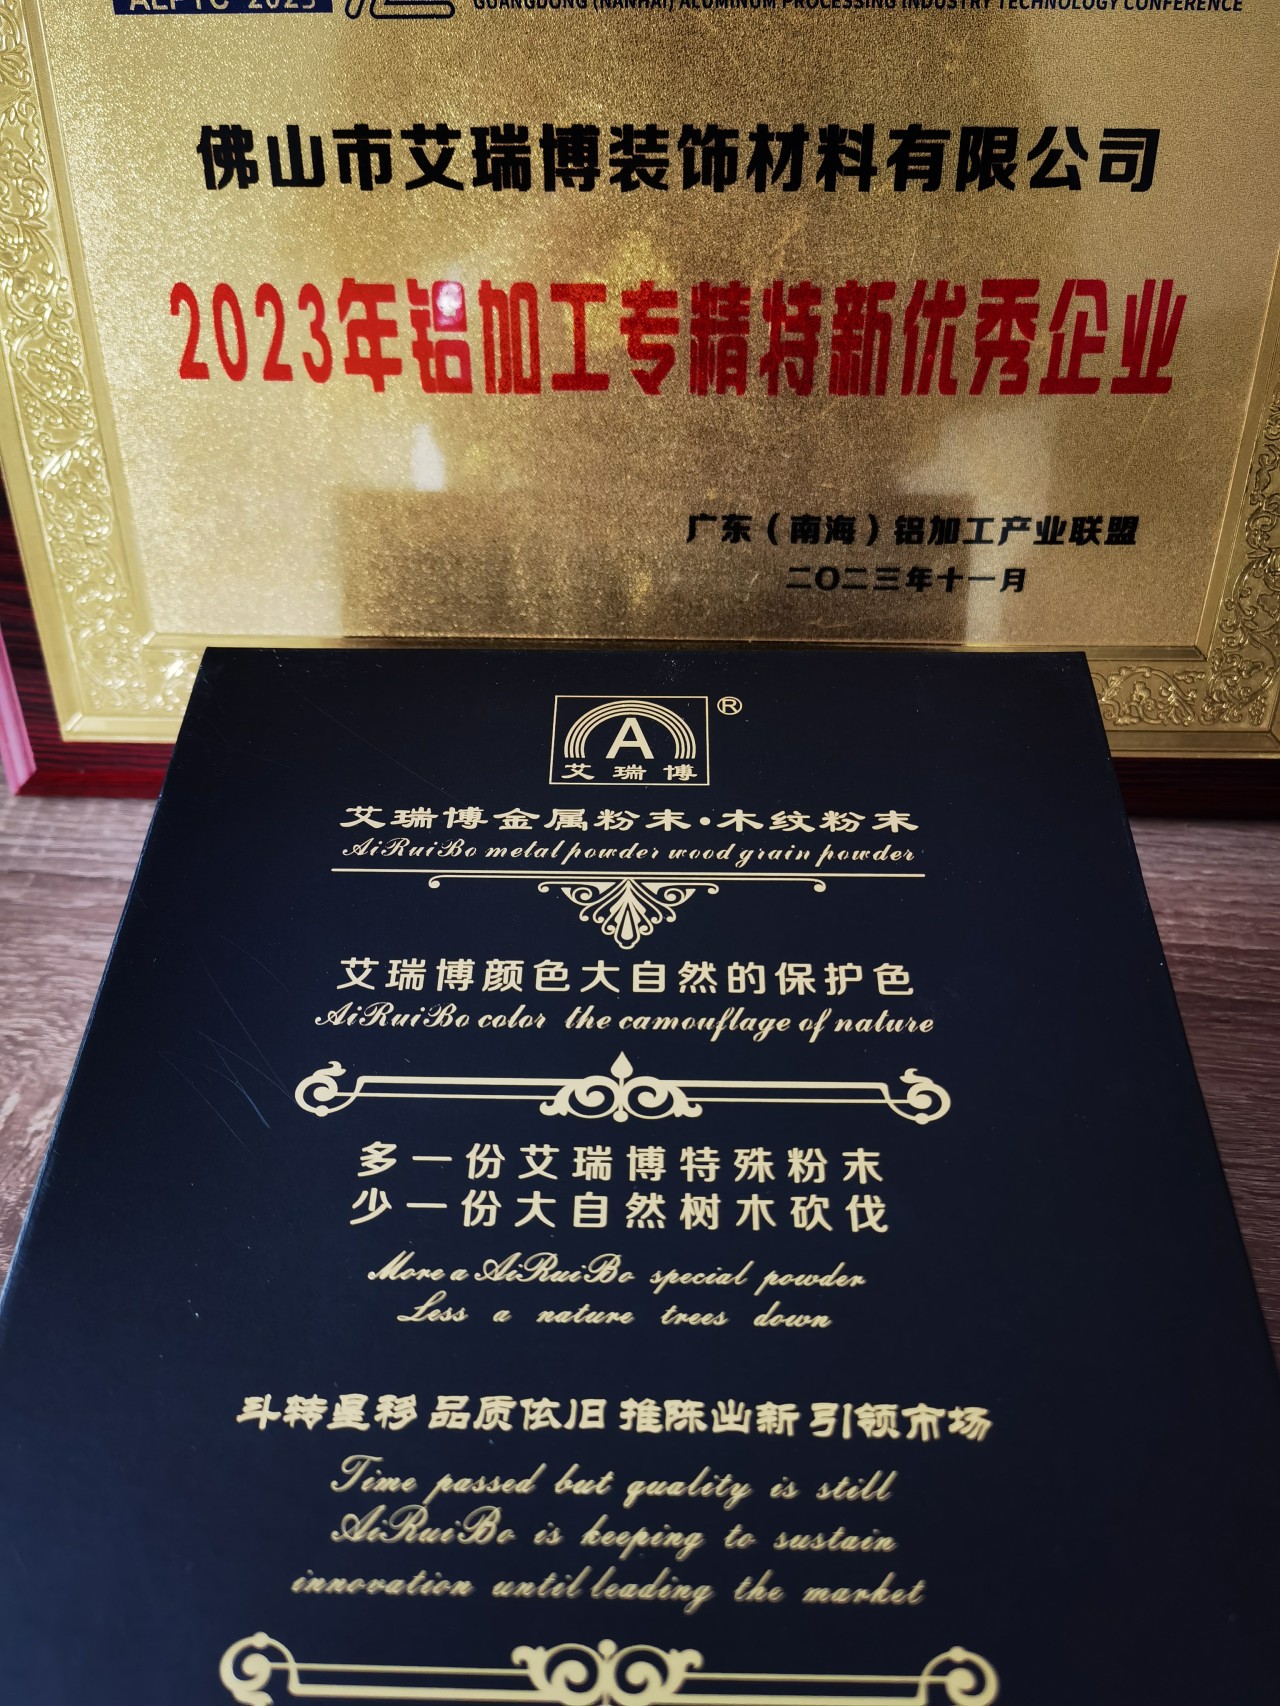 ALPTC 2023
GUANGDONG (NANHAI) ALUMINUM PROCESSING INDUSTRY TECHNOLOGY CONFERENCE
佛山市艾瑞博装饰材料有限公司
2023年铝加工专精特新优秀企业
广东（南海）铝加工产业联盟
二〇二三年十一月
A ®
艾瑞博
艾瑞博金属粉末·木纹粉末
AiRuiBo metal powder wood grain powder
艾瑞博颜色大自然的保护色
AiRuiBo color the camouflage of nature
多一份艾瑞博特殊粉末
少一份大自然树木砍伐
More a AiRuiBo special powder
Less a nature trees down
斗转星移 品质依旧 推陈出新 引领市场
Time passed but quality is still
AiRuiBo is keeping to sustain
innovation until leading the market